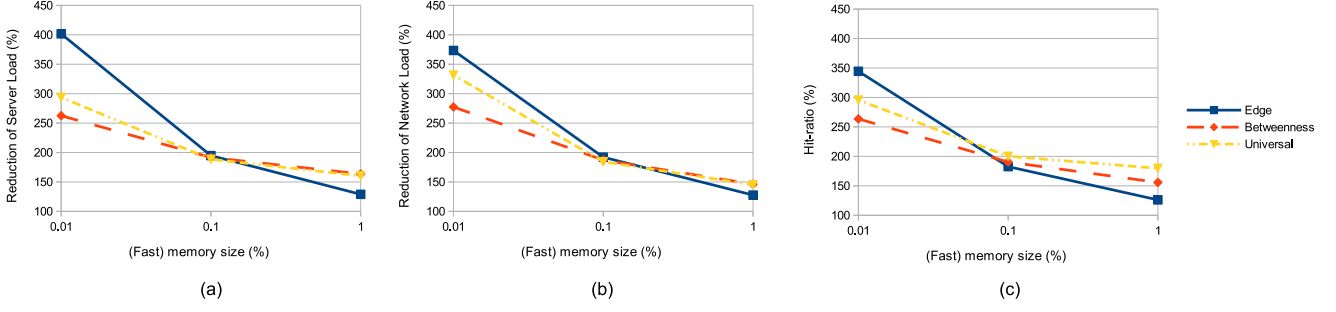 Reduction of Server Load (%)
450
400
350
300
250
200
150
100
0.01
0.1
1
(Fast) memory size (%)
(a)
Reduction of Network Load (%)
450
400
350
300
250
200
150
100
0.01
0.1
1
(Fast) memory size (%)
(b)
Hit-ratio (%)
450
400
350
300
250
200
150
100
0.01
0.1
1
(Fast) memory size (%)
(c)
Edge
Betweenness
Universal